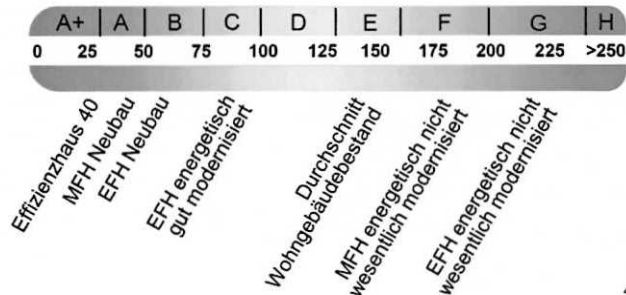 A+ A B C D E F G H
0 25 50 75 100 125 150 175 200 225 >250
Effizienzhaus 40
MFH Neubau
EFH Neubau
EFH energetisch
gut modernisiert
Durchschnitt
Wohngebäudebestand
MFH energetisch nicht
wesentlich modernisiert
EFH energetisch nicht
wesentlich modernisiert